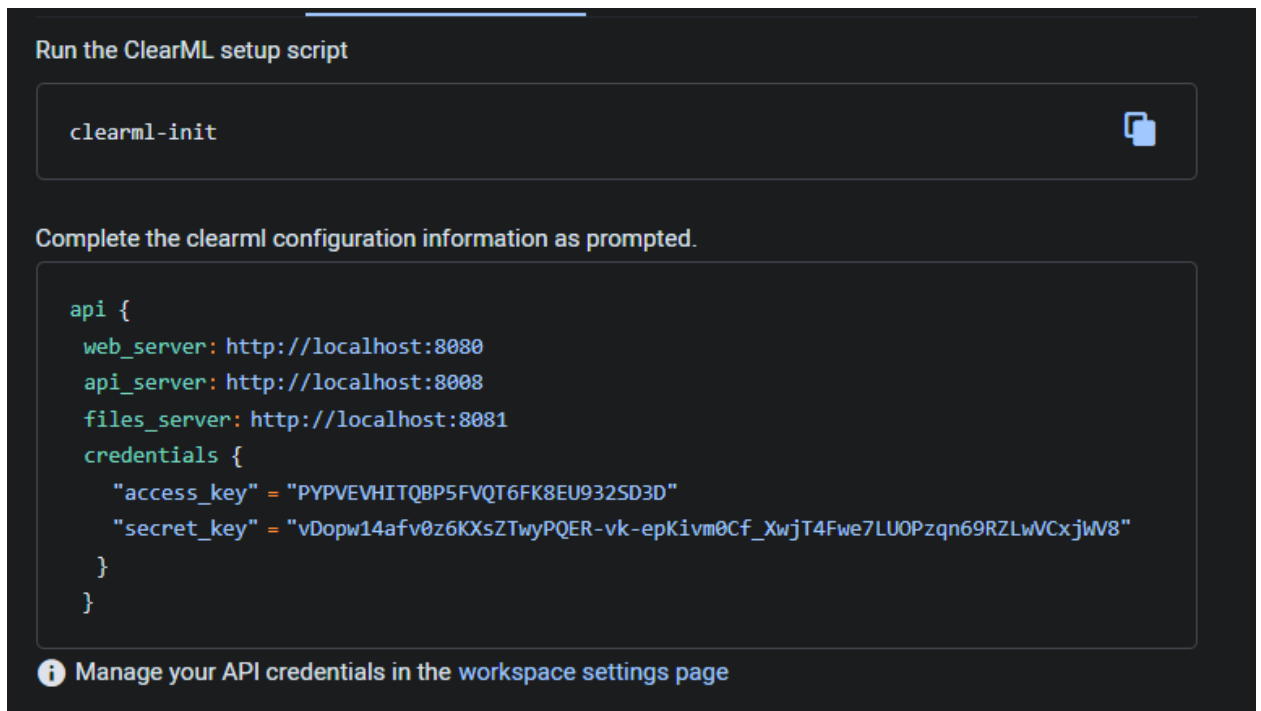 Run the ClearML setup script
clearml-init
Complete the clearml configuration information as prompted.
api {
web_server: http://localhost:8080
api_server: http://localhost:8008
files_server: http://localhost:8081
credentials {
"access_key" = "PYPVEVHITQBP5FVQT6FK8EU932SD3D"
"secret_key" = "vDopw14afv0z6KXsZTwyPQER-vk-epKivm0Cf_XwjT4Fwe7LUOPzqn69RZLwVCxjWV8"
}
}
Manage your API credentials in the workspace settings page